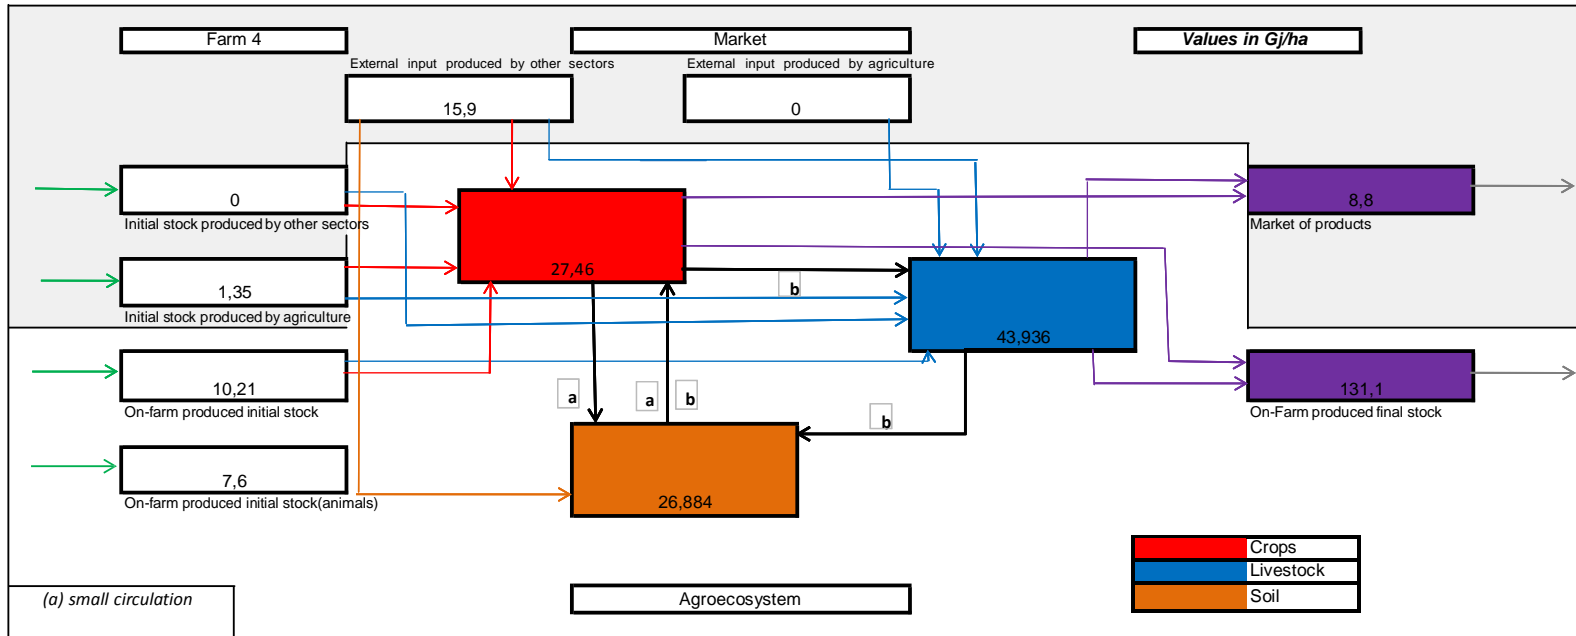 Farm 4
Market
Values in Gj/ha
External input produced by other sectors
External input produced by agriculture
15,9
0
0
Initial stock produced by other sectors
27,46
8,8
Market of products
1,35
Initial stock produced by agriculture
b
43,936
10,21
On-farm produced initial stock
131,1
On-Farm produced final stock
a
a
b
b
7,6
On-farm produced initial stock(animals)
26,884
Crops
Livestock
Soil
(a) small circulation
Agroecosystem